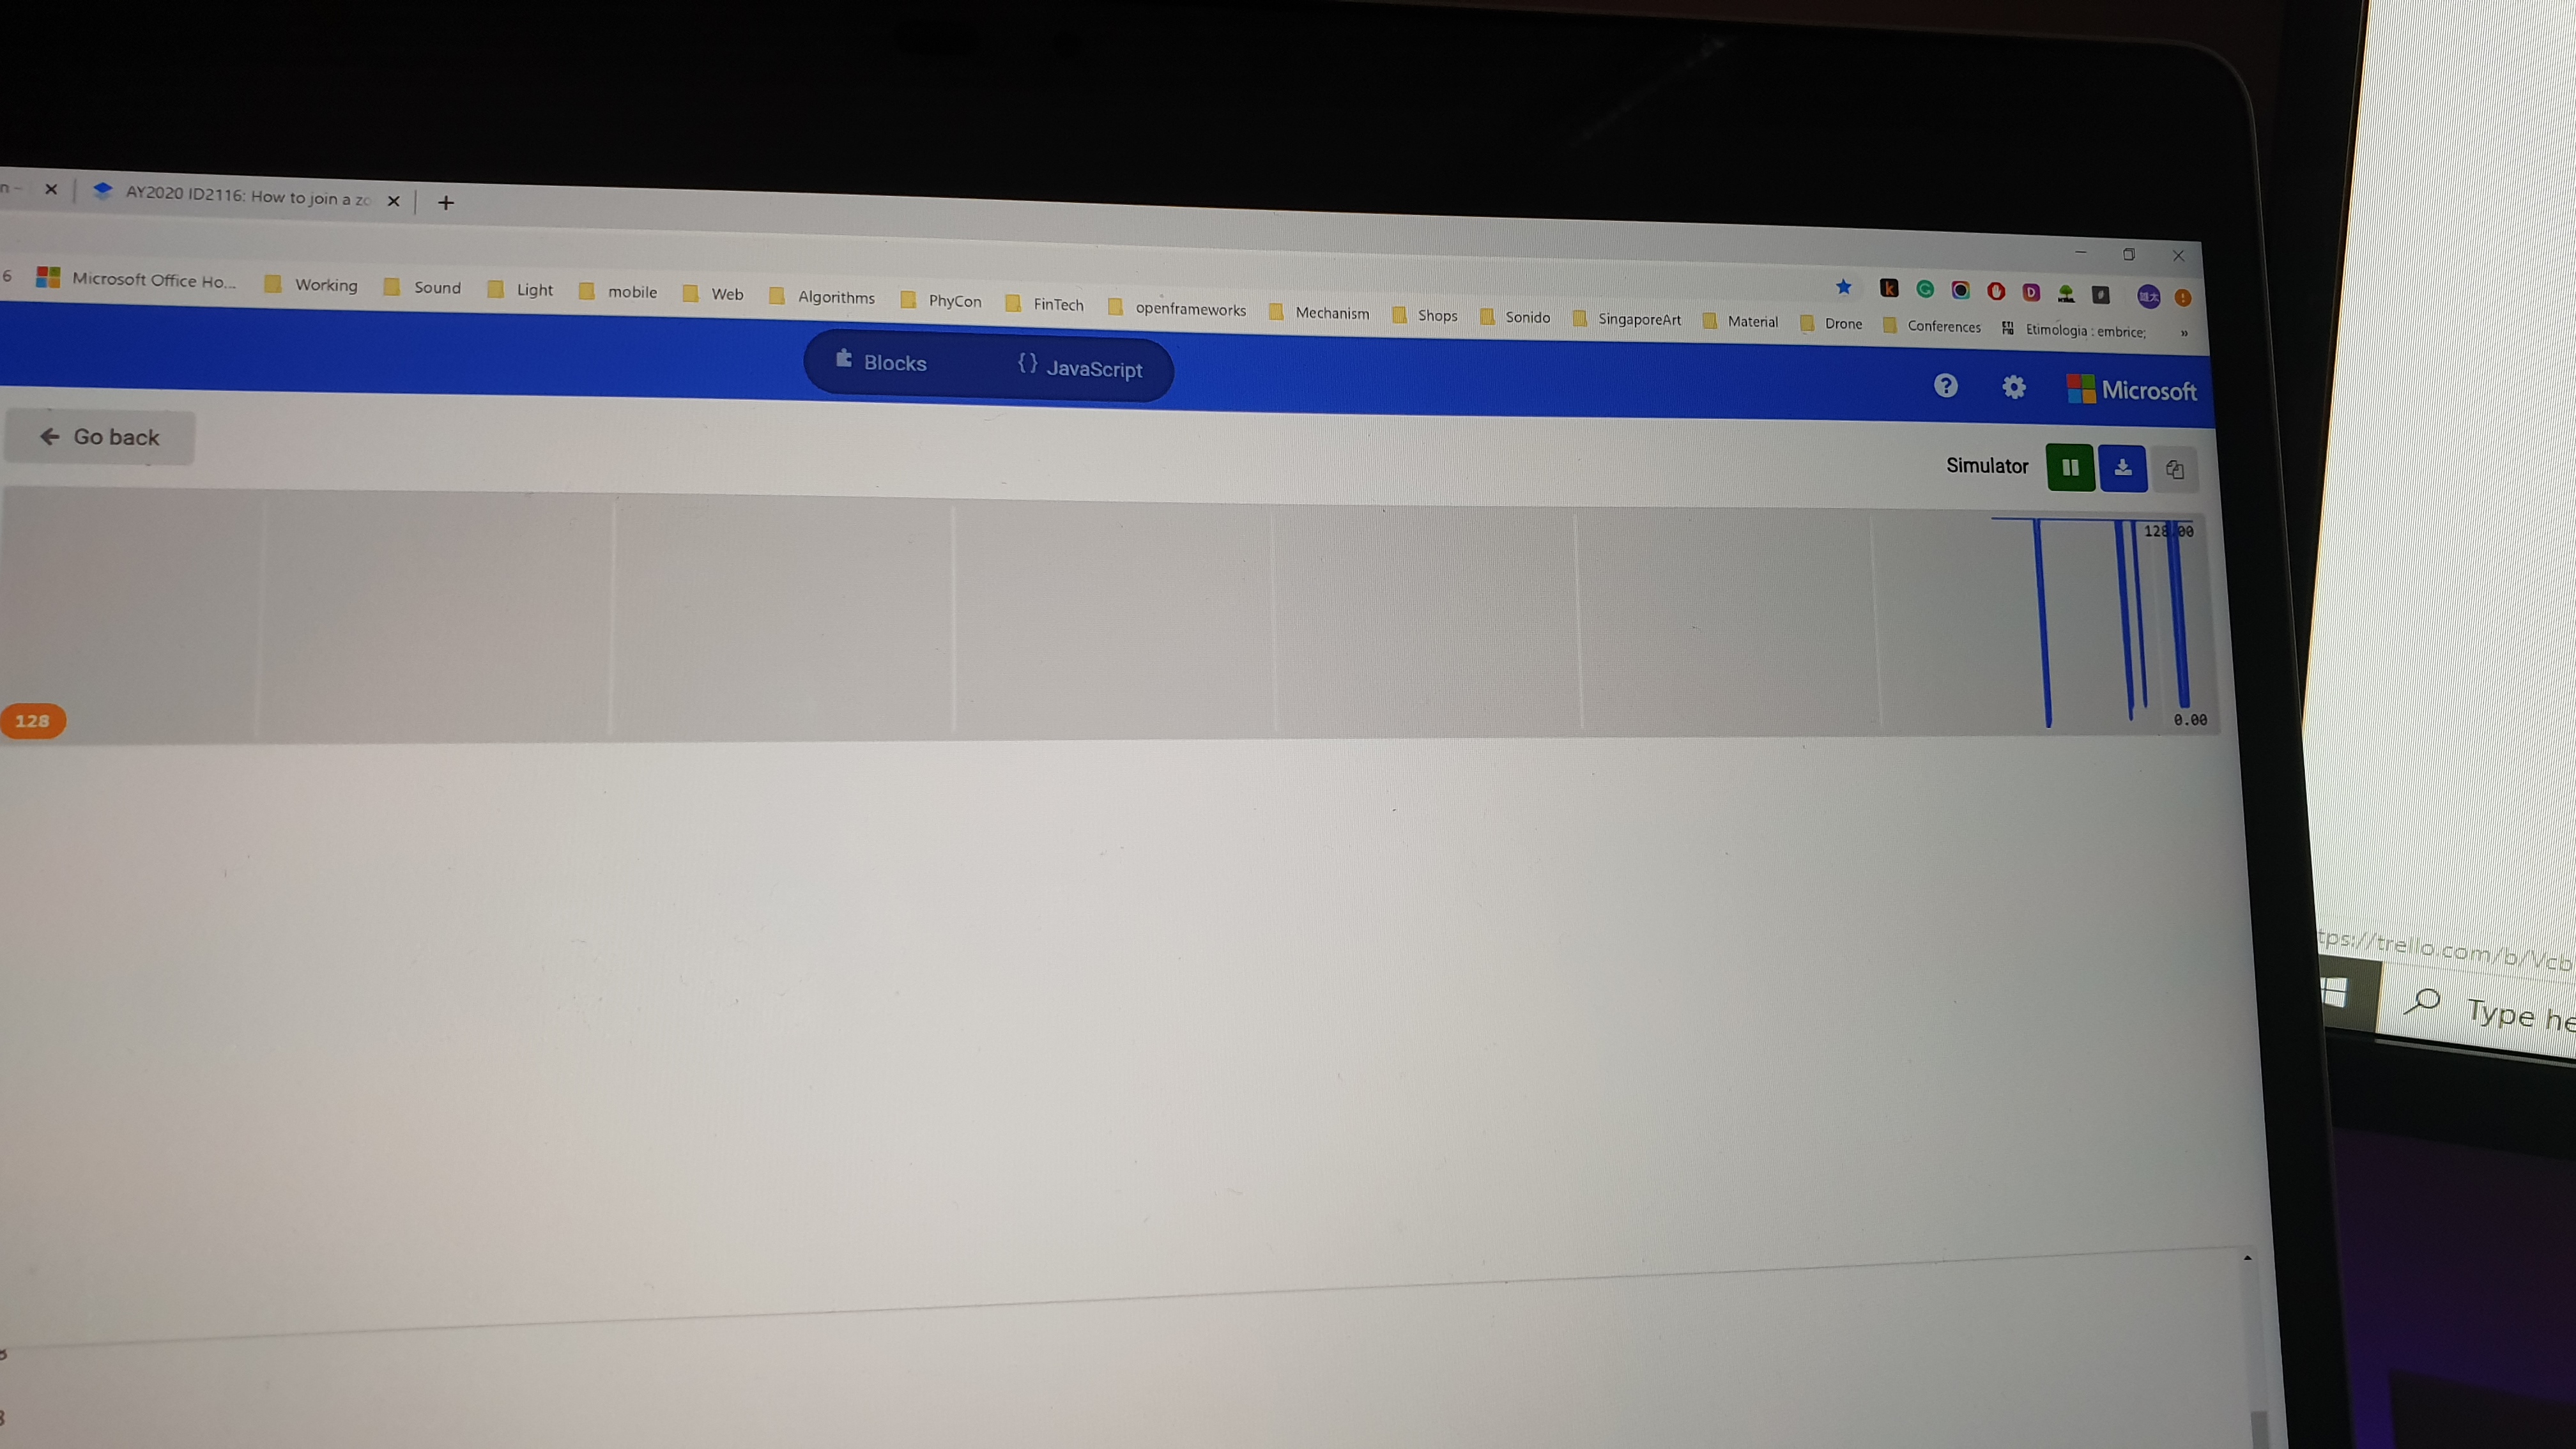 AY2020 ID2116: How to join a zo
6 Microsoft Office Ho... Working Sound Light mobile Web Algorithms PhyCon FinTech openframeworks Mechanism Shops Sonido SingaporeArt Material Drone Conferences Etimologia : embrice; »
Blocks {} JavaScript
Microsoft
Go back
Simulator
128.00
128
0.00
tps://trello.com/b/Vcb
Type he